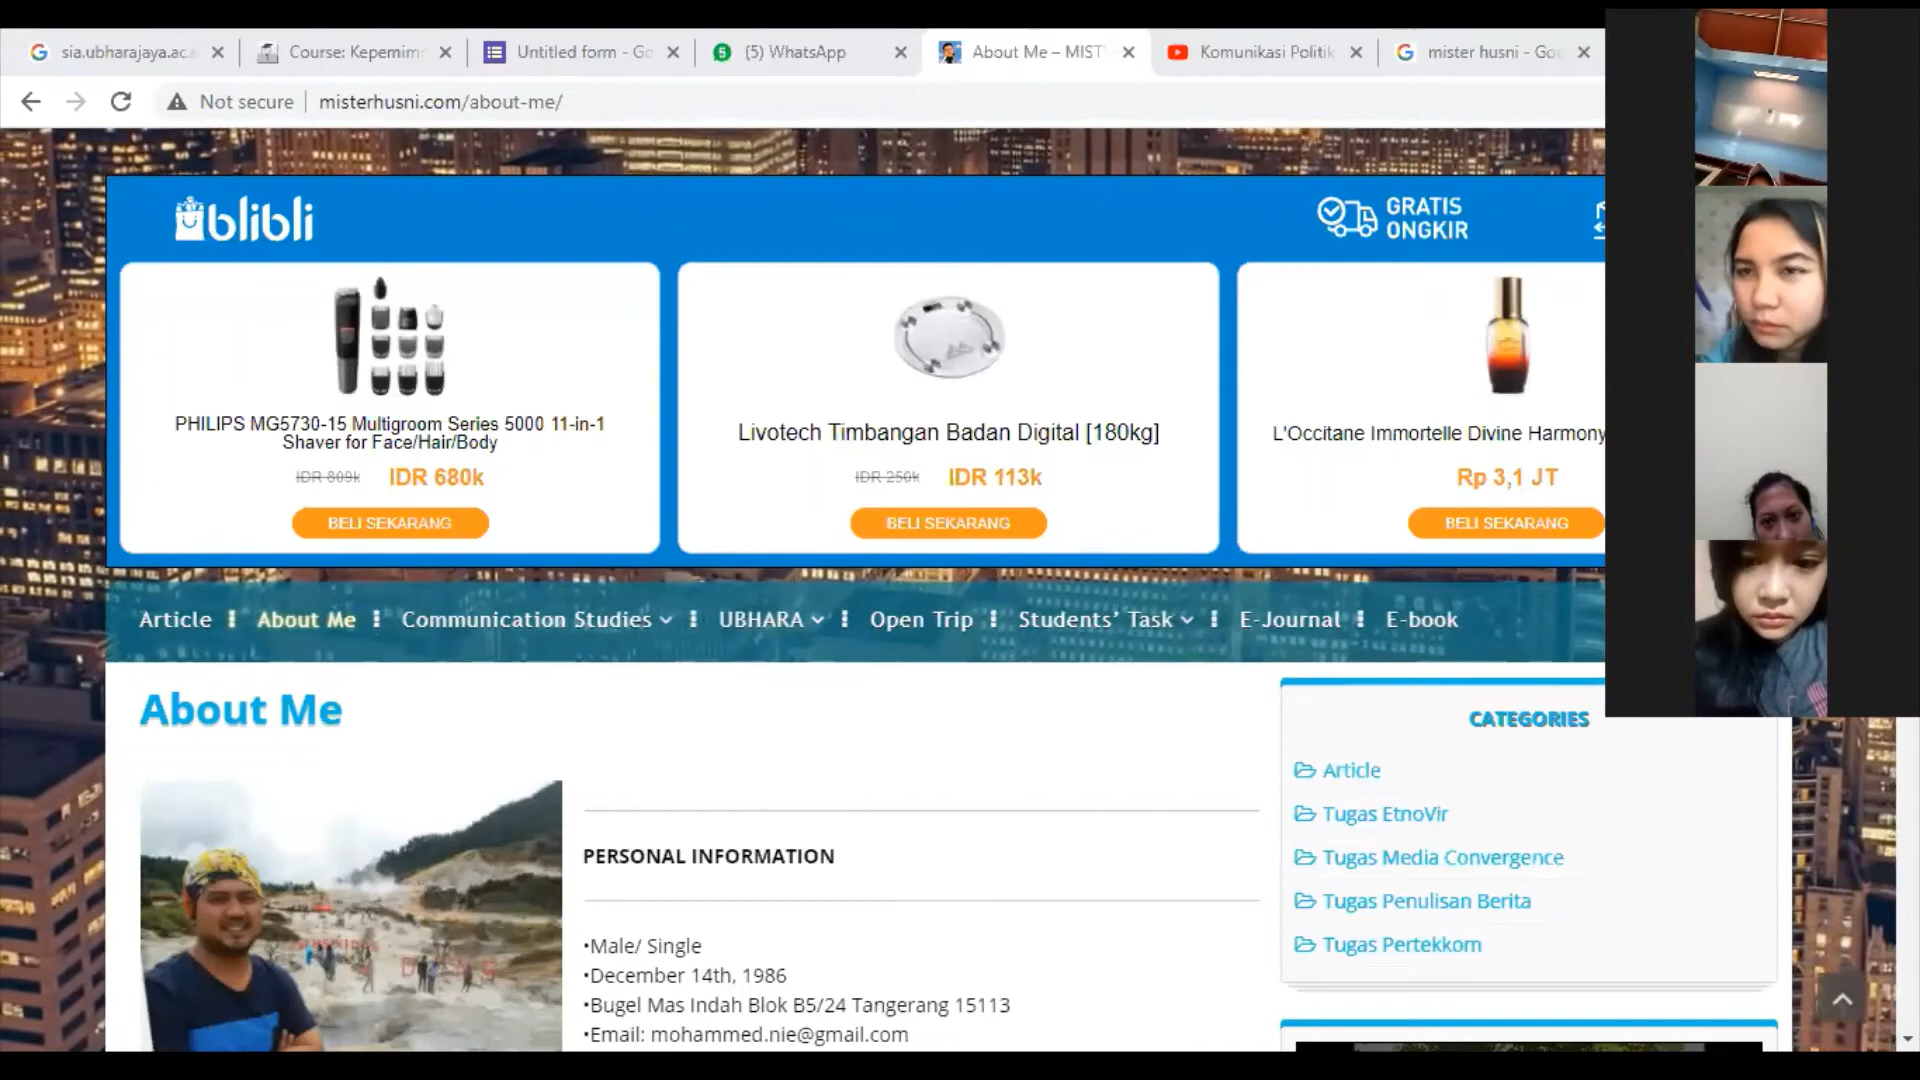 sia.ubharajaya.ac.
Course: Kepemim
Untitled form - Go
(5) WhatsApp
About Me – MIST
Komunikasi Politik
mister husni - Goo
Not secure
misterhusni.com/about-me/
blibli
GRATIS
ONGKIR
PHILIPS MG5730-15 Multigroom Series 5000 11-in-1
Shaver for Face/Hair/Body
IDR 809k IDR 680k
BELI SEKARANG
Livotech Timbangan Badan Digital [180kg]
IDR 250k IDR 113k
BELI SEKARANG
L'Occitane Immortelle Divine Harmony
Rp 3,1 JT
BELI SEKARANG
Article
About Me
Communication Studies
UBHARA
Open Trip
Students' Task
E-Journal
E-book
About Me
PERSONAL INFORMATION
•Male/ Single
•December 14th, 1986
•Bugel Mas Indah Blok B5/24 Tangerang 15113
•Email: mohammed.nie@gmail.com
CATEGORIES
Article
Tugas EtnoVir
Tugas Media Convergence
Tugas Penulisan Berita
Tugas Pertekkom